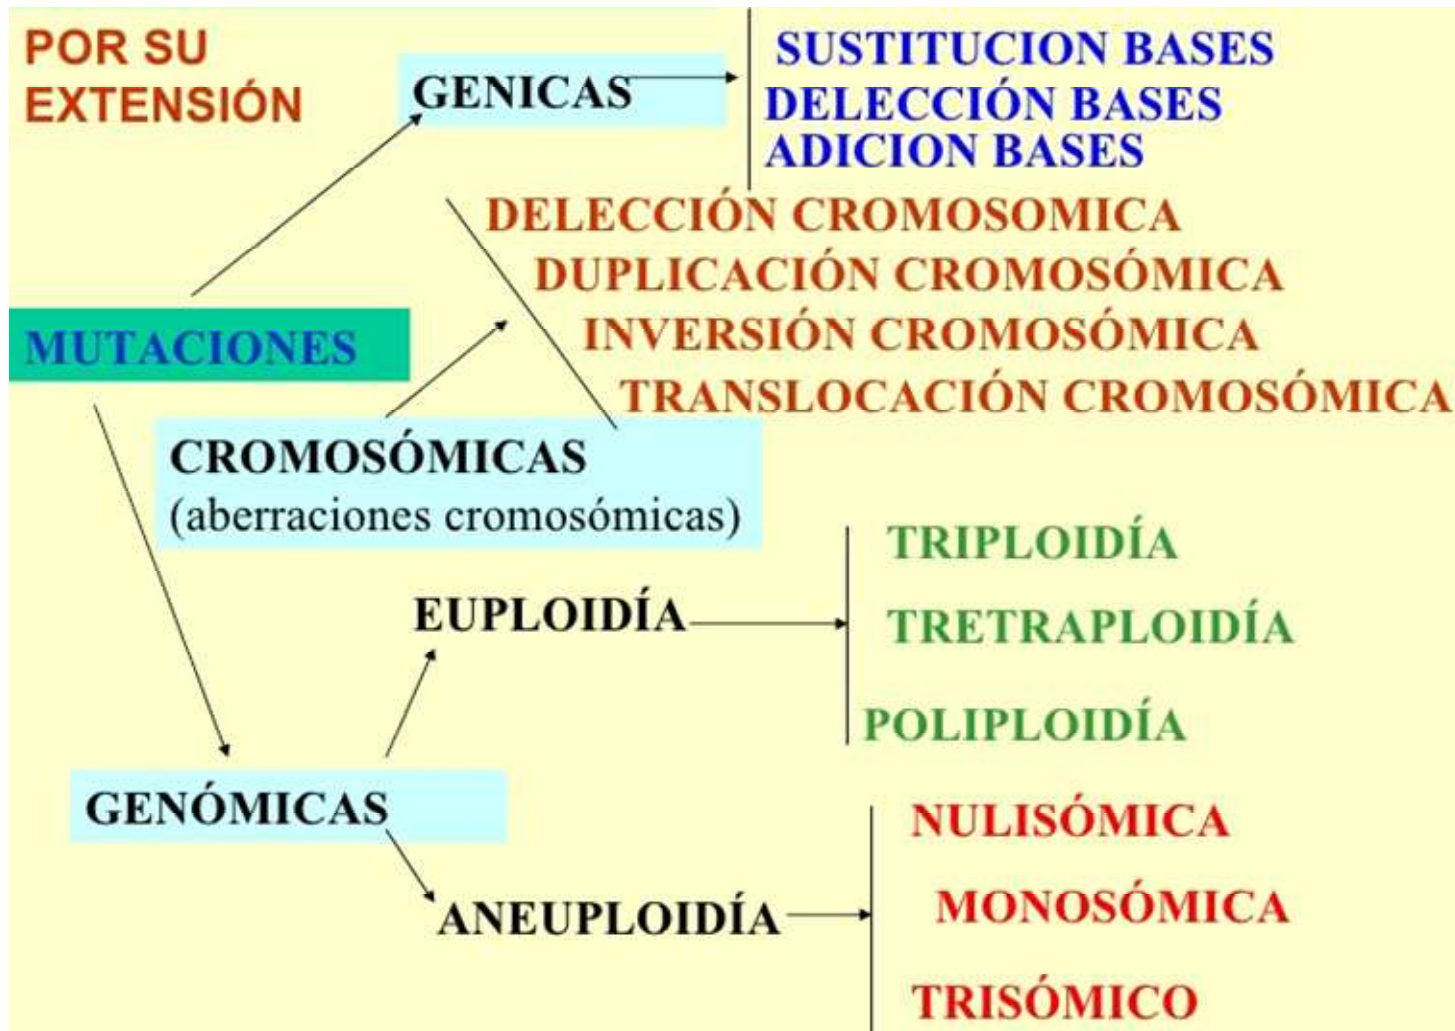 POR SU
EXTENSIÓN
GENICAS
SUSTITUCION BASES
DELECCIÓN BASES
ADICION BASES
DELECCIÓN CROMOSOMICA
DUPLICACIÓN CROMOSÓMICA
INVERSIÓN CROMOSÓMICA
TRANSLOCACIÓN CROMOSÓMICA
MUTACIONES
CROMOSÓMICAS
(aberraciones cromosómicas)
EUPLOIDÍA
TRIPLOIDÍA
TRETRAPLOIDÍA
POLIPLOIDÍA
GENÓMICAS
ANEUPLOIDÍA
NULISÓMICA
MONOSÓMICA
TRISÓMICO